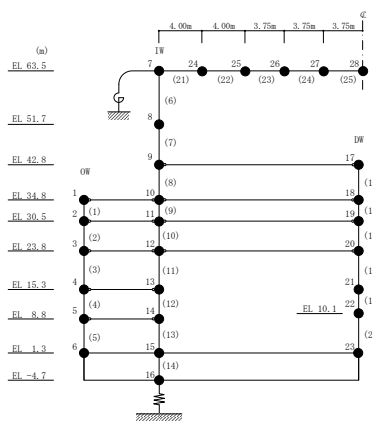 ℄
4.00m 4.00m 3.75m 3.75m 3.75m
(m) IW
EL 63.5 7 24 25 26 27 28
(21) (22) (23) (24) (25)
(6)
EL 51.7 8
(7)
DW
EL 42.8 9 17
OW
(8)
EL 34.8 1 10 18
(1) (9)
EL 30.5 2 11 19
(2) (10)
EL 23.8 3 12 20
(3) (11)
EL 15.3 4 13 21
(4) (12)
EL 10.1 22
EL 8.8 5 14
(5) (13)
EL 1.3 6 15 23
(14)
EL -4.7 16